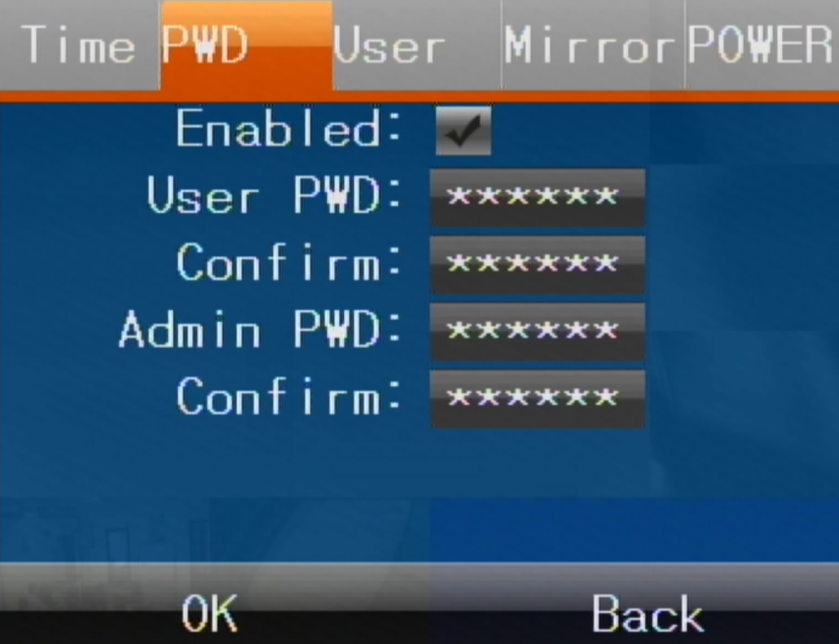 Time PWD User Mirror POWER
Enabled:
User PWD: ******
Confirm: ******
Admin PWD: ******
Confirm: ******
OK Back